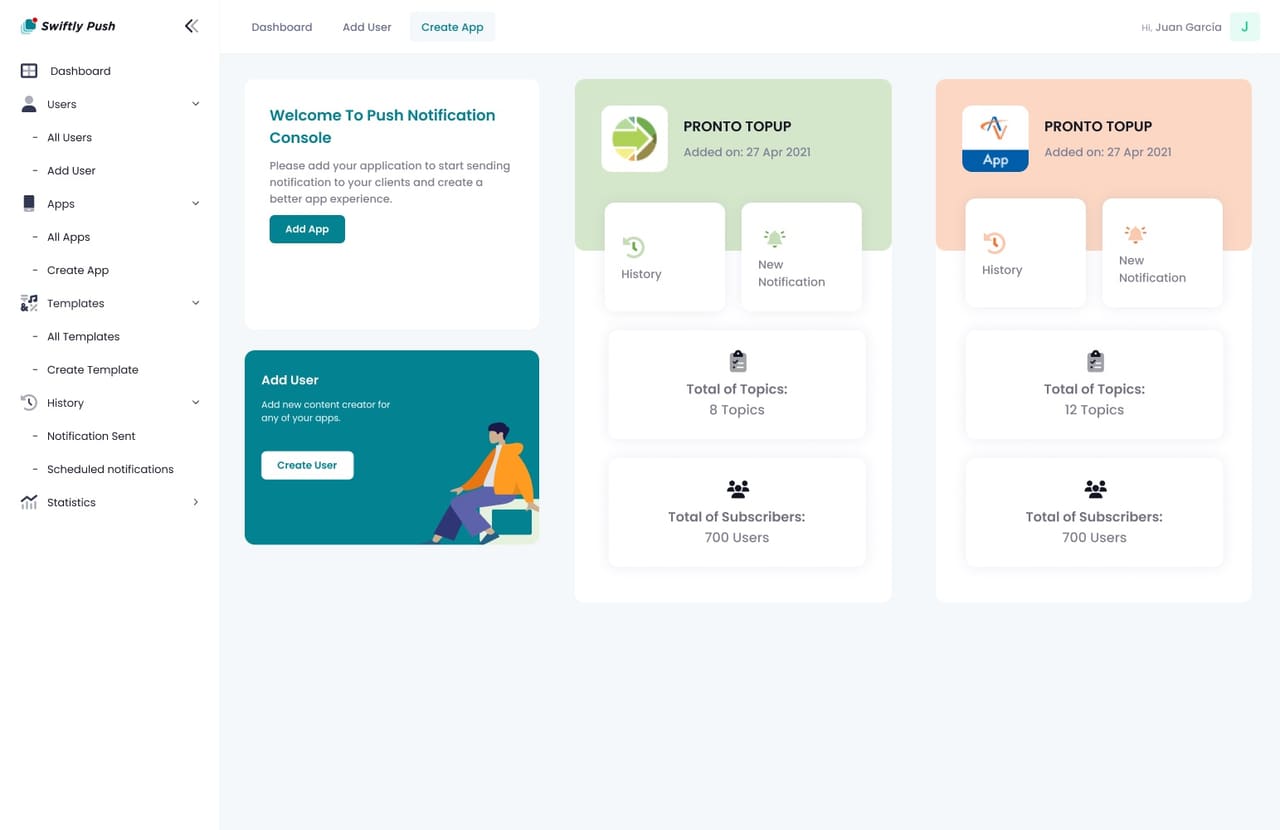 Swiftly Push
Dashboard
Users
- All Users
- Add User
Apps
- All Apps
- Create App
Templates
- All Templates
- Create Template
History
- Notification Sent
- Scheduled notifications
Statistics
Dashboard Add User Create App
Hi, Juan García J
Welcome To Push Notification
Console
Please add your application to start sending
notification to your clients and create a
better app experience.
Add App
Add User
Add new content creator for
any of your apps.
Create User
PRONTO TOPUP
Added on: 27 Apr 2021
History
New
Notification
Total of Topics:
8 Topics
Total of Subscribers:
700 Users
App
PRONTO TOPUP
Added on: 27 Apr 2021
History
New
Notification
Total of Topics:
12 Topics
Total of Subscribers:
700 Users